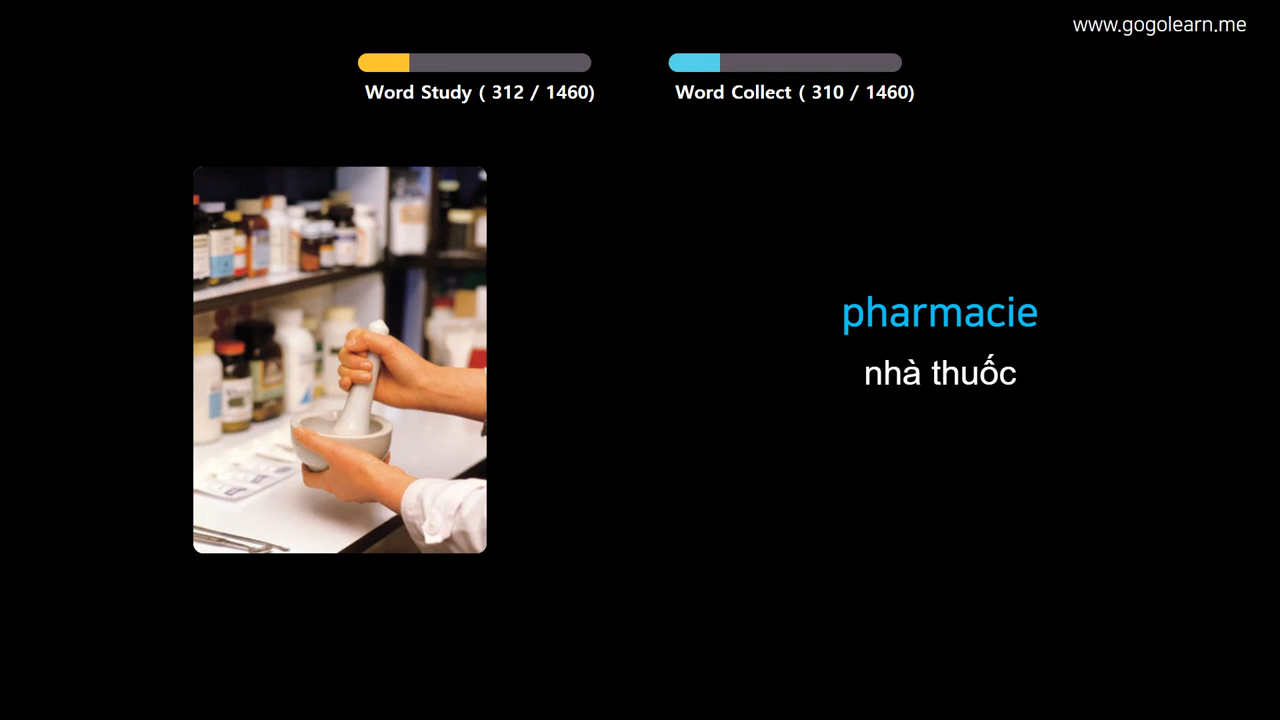 www.gogolearn.me
Word Study ( 312 / 1460)
Word Collect ( 310 / 1460)
pharmacie
nhà thuốc